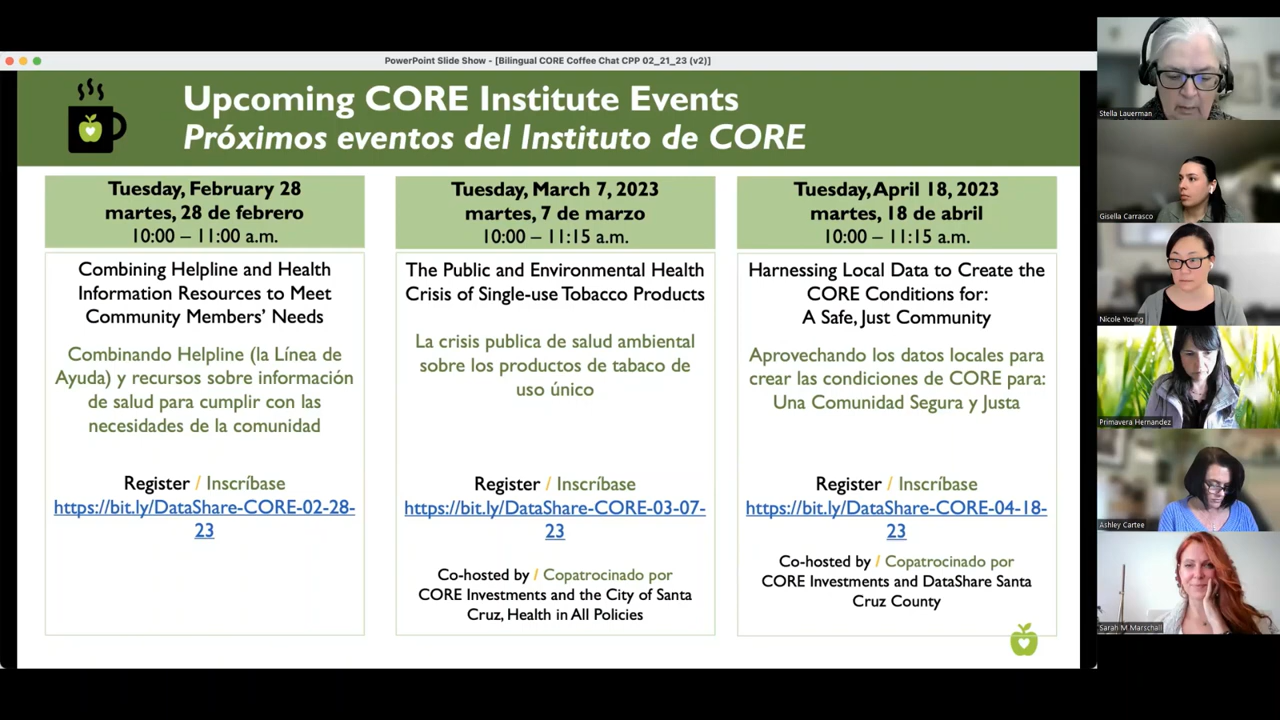 PowerPoint Slide Show - [Bilingual CORE Coffee Chat CPP 02_21_23 (v2)]
Upcoming CORE Institute Events
Próximos eventos del Instituto de CORE
Tuesday, February 28
martes, 28 de febrero
10:00 – 11:00 a.m.
Combining Helpline and Health
Information Resources to Meet
Community Members' Needs
Combinando Helpline (la Línea de
Ayuda) y recursos sobre información
de salud para cumplir con las
necesidades de la comunidad
Register / Inscríbase
https://bit.ly/DataShare-CORE-02-28-
23
Tuesday, March 7, 2023
martes, 7 de marzo
10:00 – 11:15 a.m.
The Public and Environmental Health
Crisis of Single-use Tobacco Products
La crisis publica de salud ambiental
sobre los productos de tabaco de
uso único
Register / Inscríbase
https://bit.ly/DataShare-CORE-03-07-
23
Co-hosted by / Copatrocinado por
CORE Investments and the City of Santa
Cruz, Health in All Policies
Tuesday, April 18, 2023
martes, 18 de abril
10:00 – 11:15 a.m.
Harnessing Local Data to Create the
CORE Conditions for:
A Safe, Just Community
Aprovechando los datos locales para
crear las condiciones de CORE para:
Una Comunidad Segura y Justa
Register / Inscríbase
https://bit.ly/DataShare-CORE-04-18-
23
Co-hosted by / Copatrocinado por
CORE Investments and DataShare Santa
Cruz County
Stella Lauerman
Gisella Carrasco
Nicole Young
Primavera Hernandez
Ashley Cartee
Sarah M Marschall